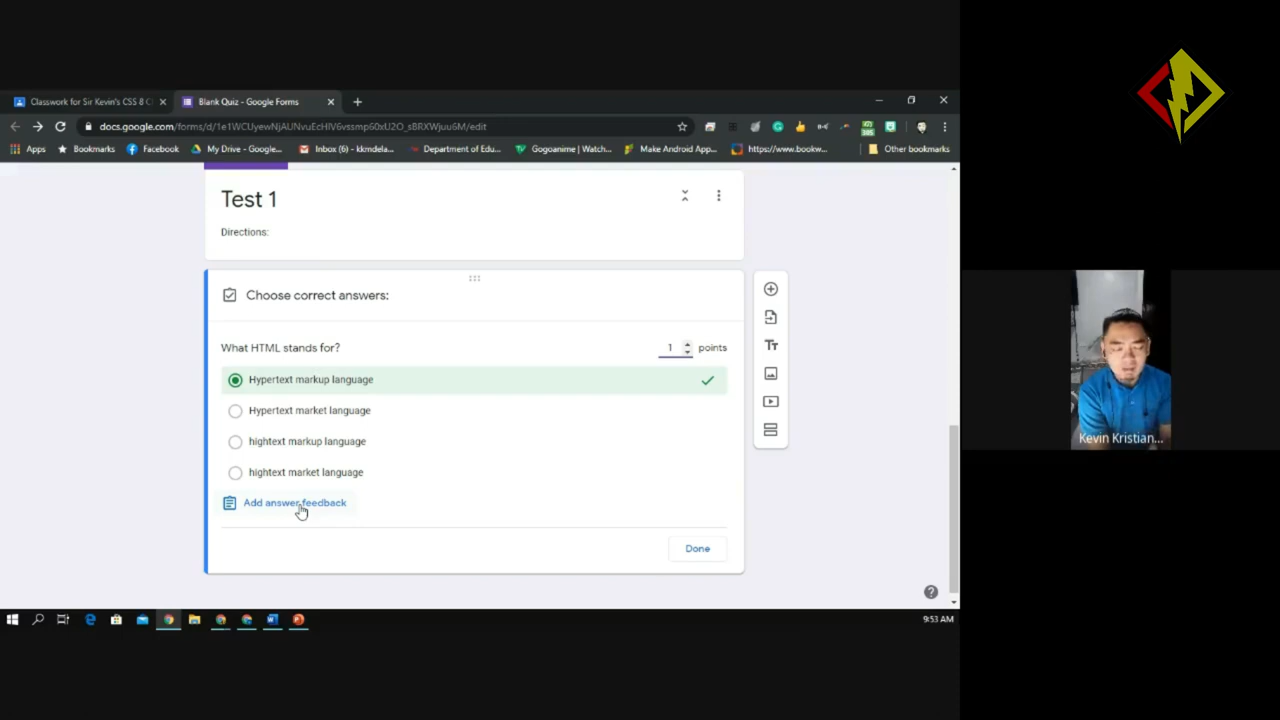 Classwork for Sir Kevin's CSS 8 C
Blank Quiz - Google Forms
docs.google.com/forms/d/1e1WCUyewNjAUNvuEcHIV6vssmp60xU2O_sBRXWjuu6M/edit
Apps
Bookmarks
Facebook
My Drive - Google...
Inbox (6) - kkmdela...
Department of Edu...
Gogoanime | Watch...
Make Android App...
https://www.bookw...
Other bookmarks
Test 1
Directions:
Choose correct answers:
What HTML stands for?
1 points
Hypertext markup language
Hypertext market language
hightext markup language
hightext market language
Add answer feedback
Done
9:53 AM
Kevin Kristian...